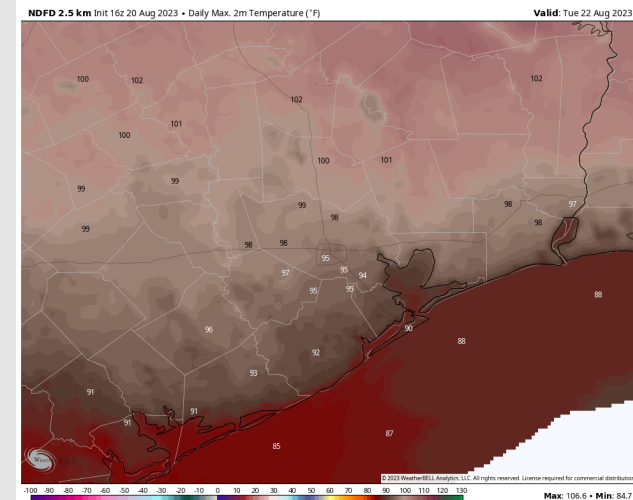 NDFD 2.5 km Init 16z 20 Aug 2023 • Daily Max. 2m Temperature (°F)
Valid: Tue 22 Aug 2023
100 102 102
102
101
100
100 101
99 99
99 98 97
99 98 98
98 98
95
97 95 94
95 95
88
96 90
88
92
93
91
91 91
87
85
© 2023 WeatherBELL Analytics, LLC. All rights reserved. License required for commercial distributio
-100 -90 -80 -70 -60 -50 -40 -30 -20 -10 0 10 20 30 40 50 60 70 80 90 100 110 120 130
Max: 106.6 • Min: 84.7